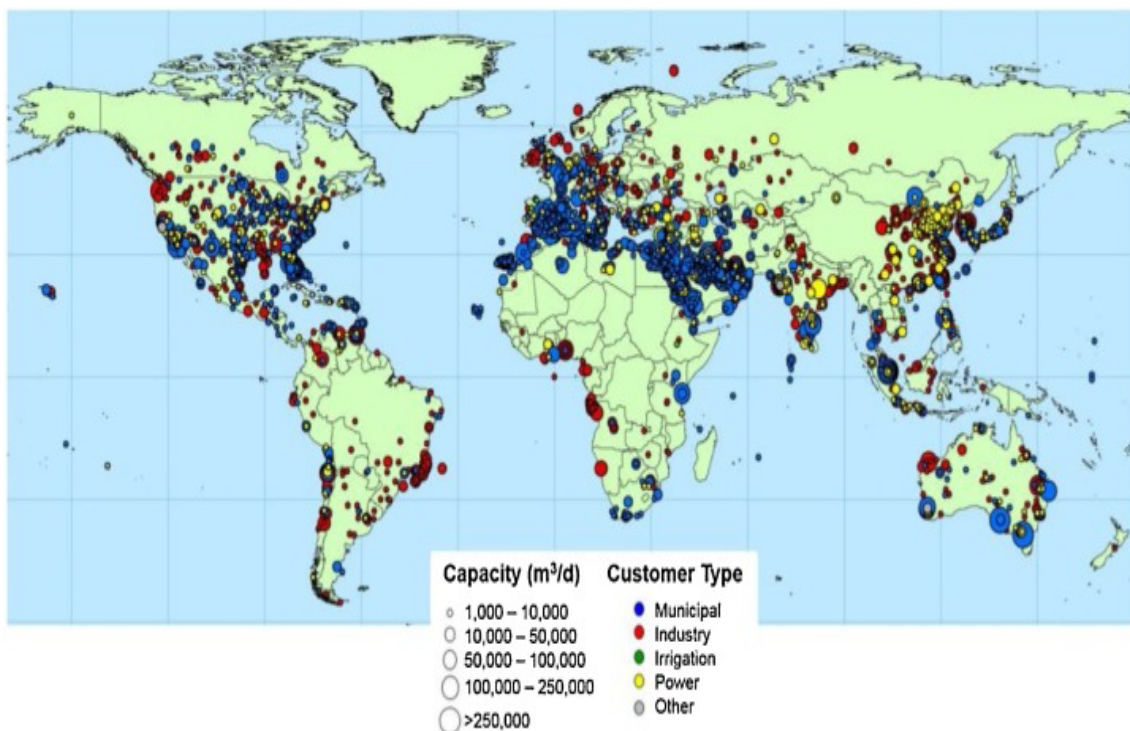 Capacity (m³/d)
1,000 – 10,000
10,000 – 50,000
50,000 – 100,000
100,000 – 250,000
>250,000
Customer Type
Municipal
Industry
Irrigation
Power
Other